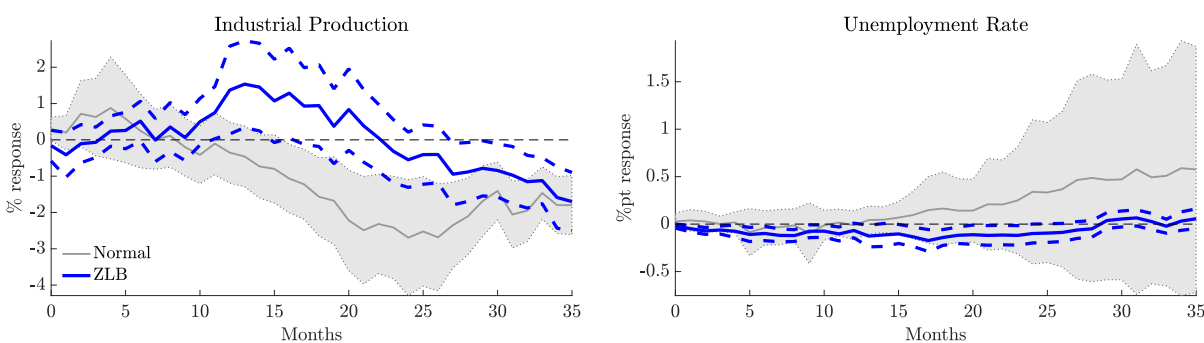 Industrial Production
% response
2
1
0
-1
-2
-3
-4
Normal
ZLB
0 5 10 15 20 25 30 35
Months
Unemployment Rate
%pt response
1.5
1
0.5
0
-0.5
0 5 10 15 20 25 30 35
Months